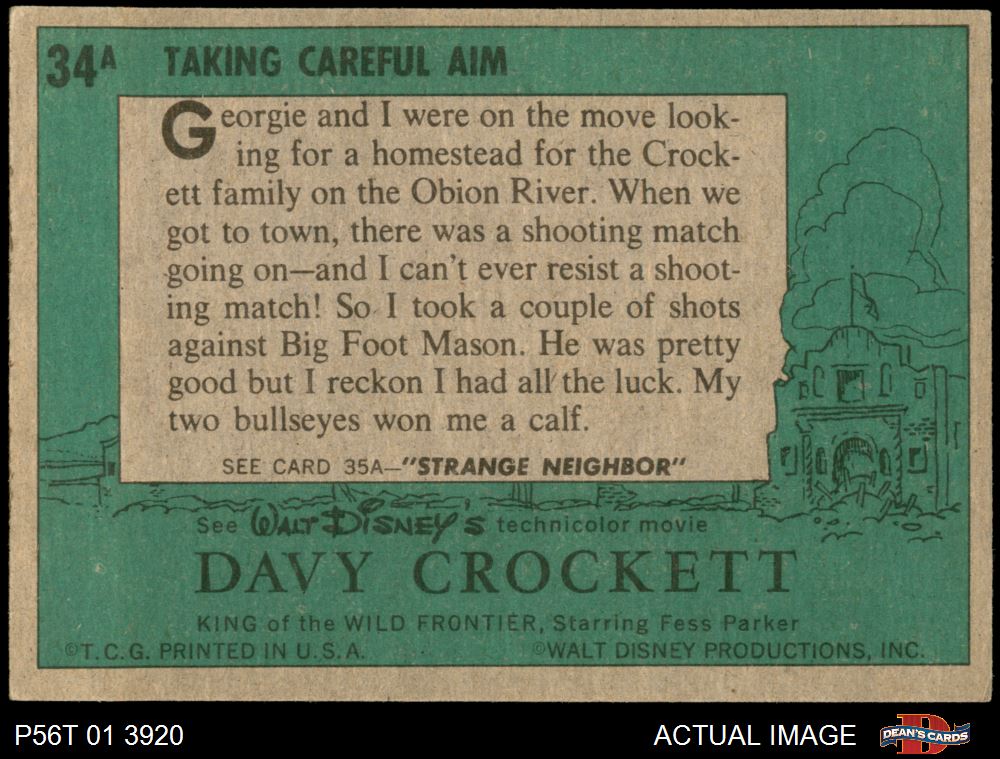 34A TAKING CAREFUL AIM
Georgie and I were on the move look-
ing for a homestead for the Crock-
ett family on the Obion River. When we
got to town, there was a shooting match
going on—and I can't ever resist a shoot-
ing match! So I took a couple of shots
against Big Foot Mason. He was pretty
good but I reckon I had all the luck. My
two bullseyes won me a calf.
SEE CARD 35A—"STRANGE NEIGHBOR"
See WALT DISNEY'S technicolor movie
DAVY CROCKETT
KING of the WILD FRONTIER, Starring Fess Parker
©T.C.G. PRINTED IN U.S.A. ©WALT DISNEY PRODUCTIONS, INC.
P56T 01 3920 ACTUAL IMAGE D DEAN'S CARDS